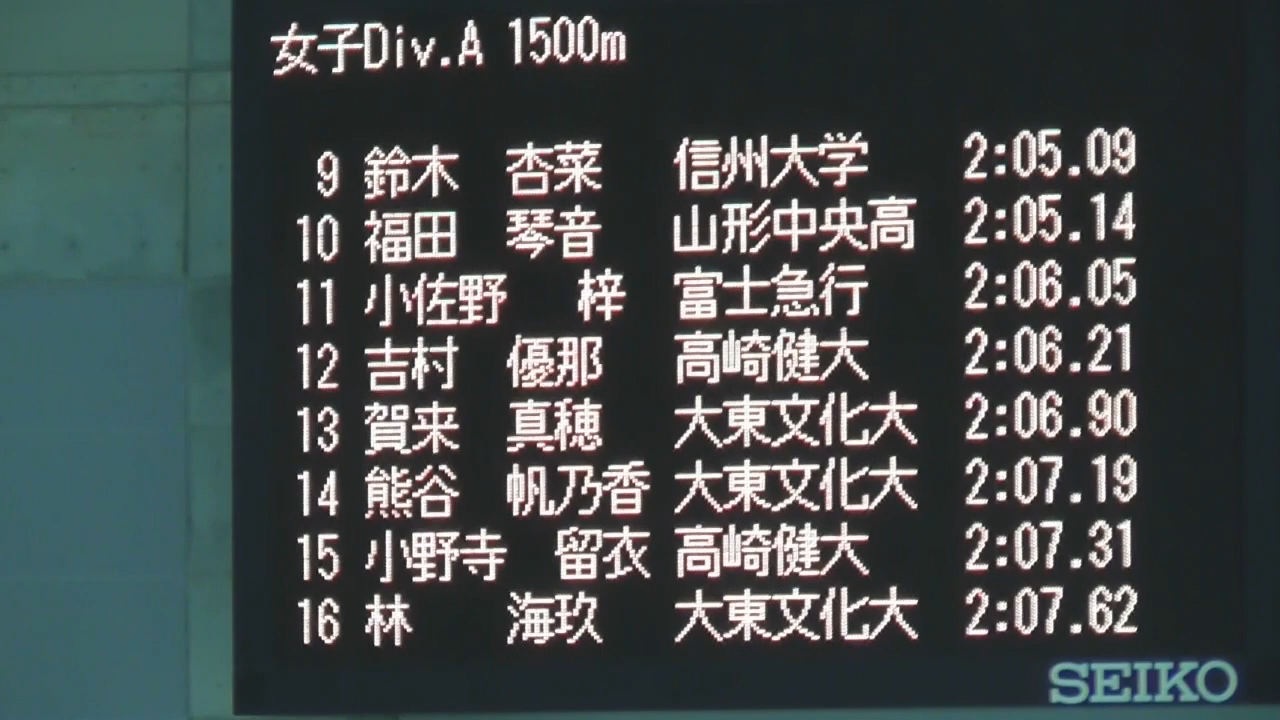 女子Div.A 1500m
9 鈴木 杏菜 信州大学 2:05.09
10 福田 琴音 山形中央高 2:05.14
11 小佐野 梓 富士急行 2:06.05
12 吉村 優那 高崎健大 2:06.21
13 賀来 真穂 大東文化大 2:06.90
14 熊谷 帆乃香 大東文化大 2:07.19
15 小野寺 留衣 高崎健大 2:07.31
16 林 海玖 大東文化大 2:07.62
SEIKO